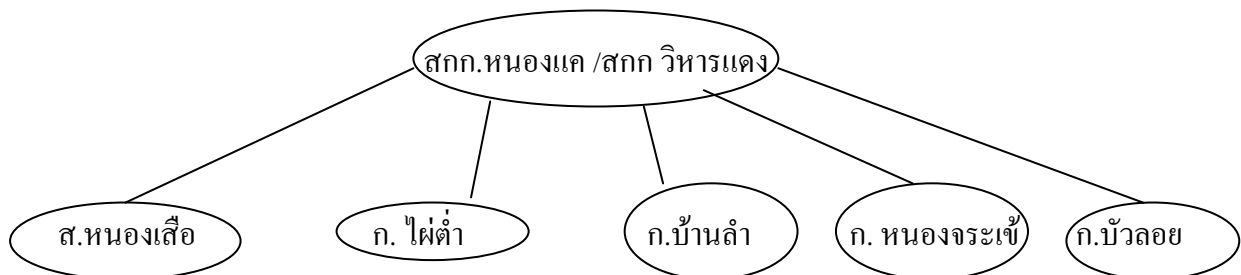 สกก.หนองแค /สกก วิหารแดง
ส.หนองเสือ
ก. ไผ่ต่ำ
ก.บ้านลำ
ก. หนองจระเข้
ก.บัวลอย